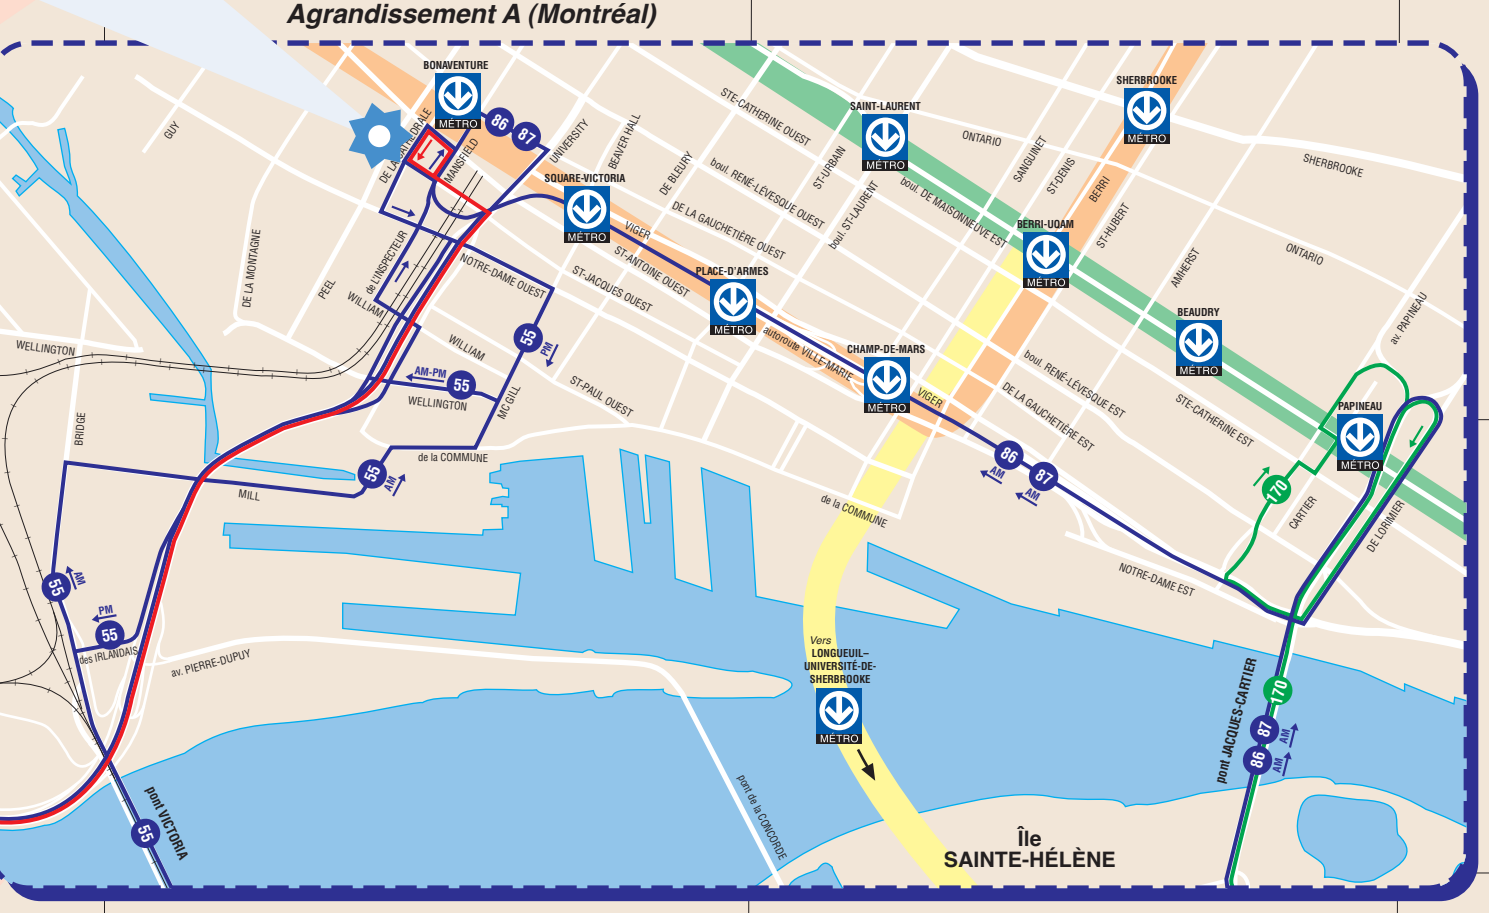 Agrandissement A (Montréal)
BONAVENTURE
MÉTRO
86
87
SHERBROOKE
MÉTRO
SAINT-LAURENT
MÉTRO
STE-CATHERINE OUEST
ONTARIO
SHERBROOKE
GUY
DE LA CATHÉDRALE
MANSFIELD
UNIVERSITY
BEAVER HALL
DE BLEURY
ST-URBAIN
boul. ST-LAURENT
SANGUINET
ST-DENIS
BERRI
ST-HUBERT
AMHERST
SQUARE-VICTORIA
MÉTRO
boul. RENÉ-LÉVESQUE OUEST
DE LA GAUCHETIÈRE OUEST
boul. DE MAISONNEUVE EST
BERRI-UQAM
MÉTRO
ONTARIO
VIGER
ST-ANTOINE OUEST
ST-JACQUES OUEST
PLACE-D'ARMES
MÉTRO
DE LA MONTAGNE
PEEL
de L'INSPECTEUR
WILLIAM
NOTRE-DAME OUEST
BEAUDRY
MÉTRO
av. PAPINEAU
WELLINGTON
WILLIAM
55
PM
autoroute VILLE-MARIE
CHAMP-DE-MARS
MÉTRO
VIGER
boul. RENÉ-LÉVESQUE EST
DE LA GAUCHETIÈRE EST
STE-CATHERINE EST
AM-PM
55
WELLINGTON
MC GILL
ST-PAUL OUEST
PAPINEAU
MÉTRO
BRIDGE
de la COMMUNE
55
AM
MILL
86
AM
87
AM
170
CARTIER
DE LORIMIER
de la COMMUNE
NOTRE-DAME EST
55
AM
PM
55
des IRLANDAIS
av. PIERRE-DUPUY
Vers
LONGUEUIL–
UNIVERSITÉ-DE-
SHERBROOKE
MÉTRO
pont JACQUES-CARTIER
170
87
AM
86
AM
pont VICTORIA
55
pont de la CONCORDE
Île
SAINTE-HÉLÈNE